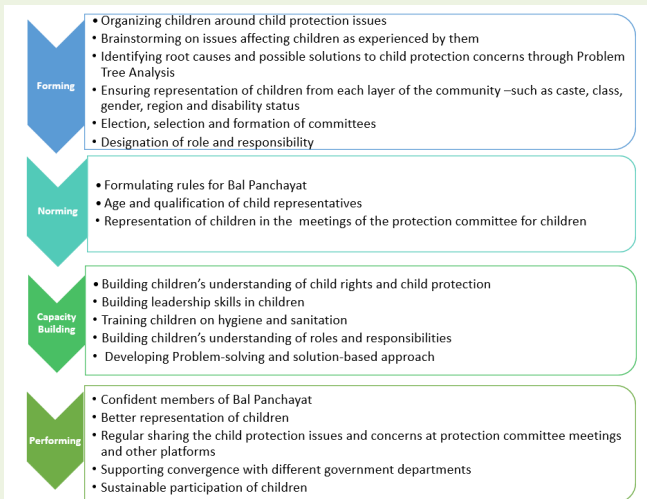 Forming
• Organizing children around child protection issues
• Brainstorming on issues affecting children as experienced by them
• Identifying root causes and possible solutions to child protection concerns through Problem
Tree Analysis
• Ensuring representation of children from each layer of the community –such as caste, class,
gender, region and disability status
• Election, selection and formation of committees
• Designation of role and responsibility
Norming
• Formulating rules for Bal Panchayat
• Age and qualification of child representatives
• Representation of children in the meetings of the protection committee for children
Capacity
Building
• Building children’s understanding of child rights and child protection
• Building leadership skills in children
• Training children on hygiene and sanitation
• Building children’s understanding of roles and responsibilities
• Developing Problem-solving and solution-based approach
Performing
• Confident members of Bal Panchayat
• Better representation of children
• Regular sharing the child protection issues and concerns at protection committee meetings
and other platforms
• Supporting convergence with different government departments
• Sustainable participation of children